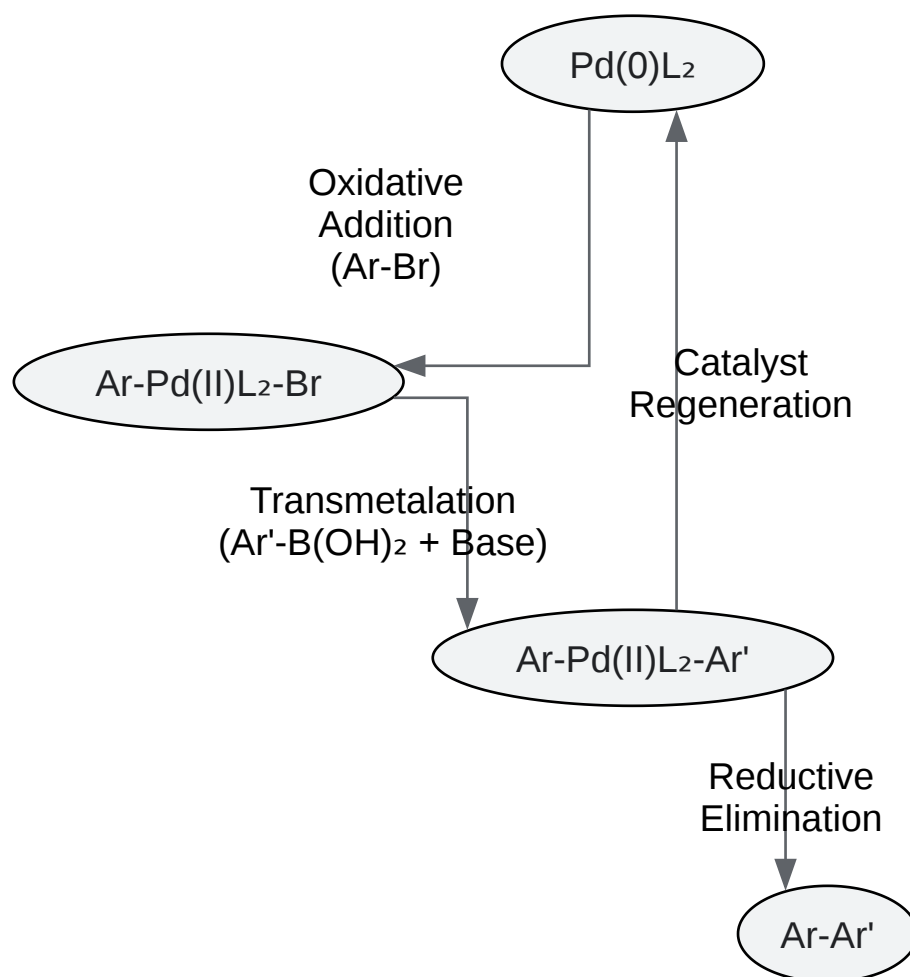 Pd(0)L₂
Oxidative
Addition
(Ar-Br)
Catalyst
Regeneration
Ar-Pd(II)L₂-Br
Transmetalation
(Ar'-B(OH)₂ + Base)
Ar-Pd(II)L₂-Ar'
Reductive
Elimination
Ar-Ar'